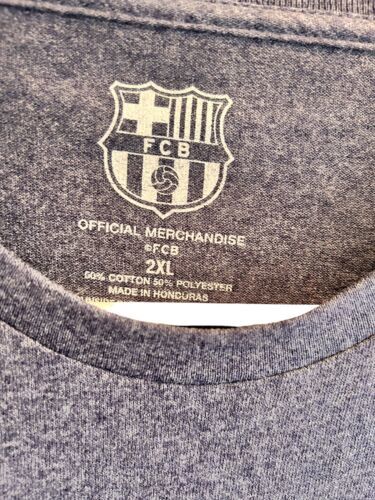 FCB
OFFICIAL MERCHANDISE
©FCB
2XL
50% COTTON 50% POLYESTER
MADE IN HONDURAS